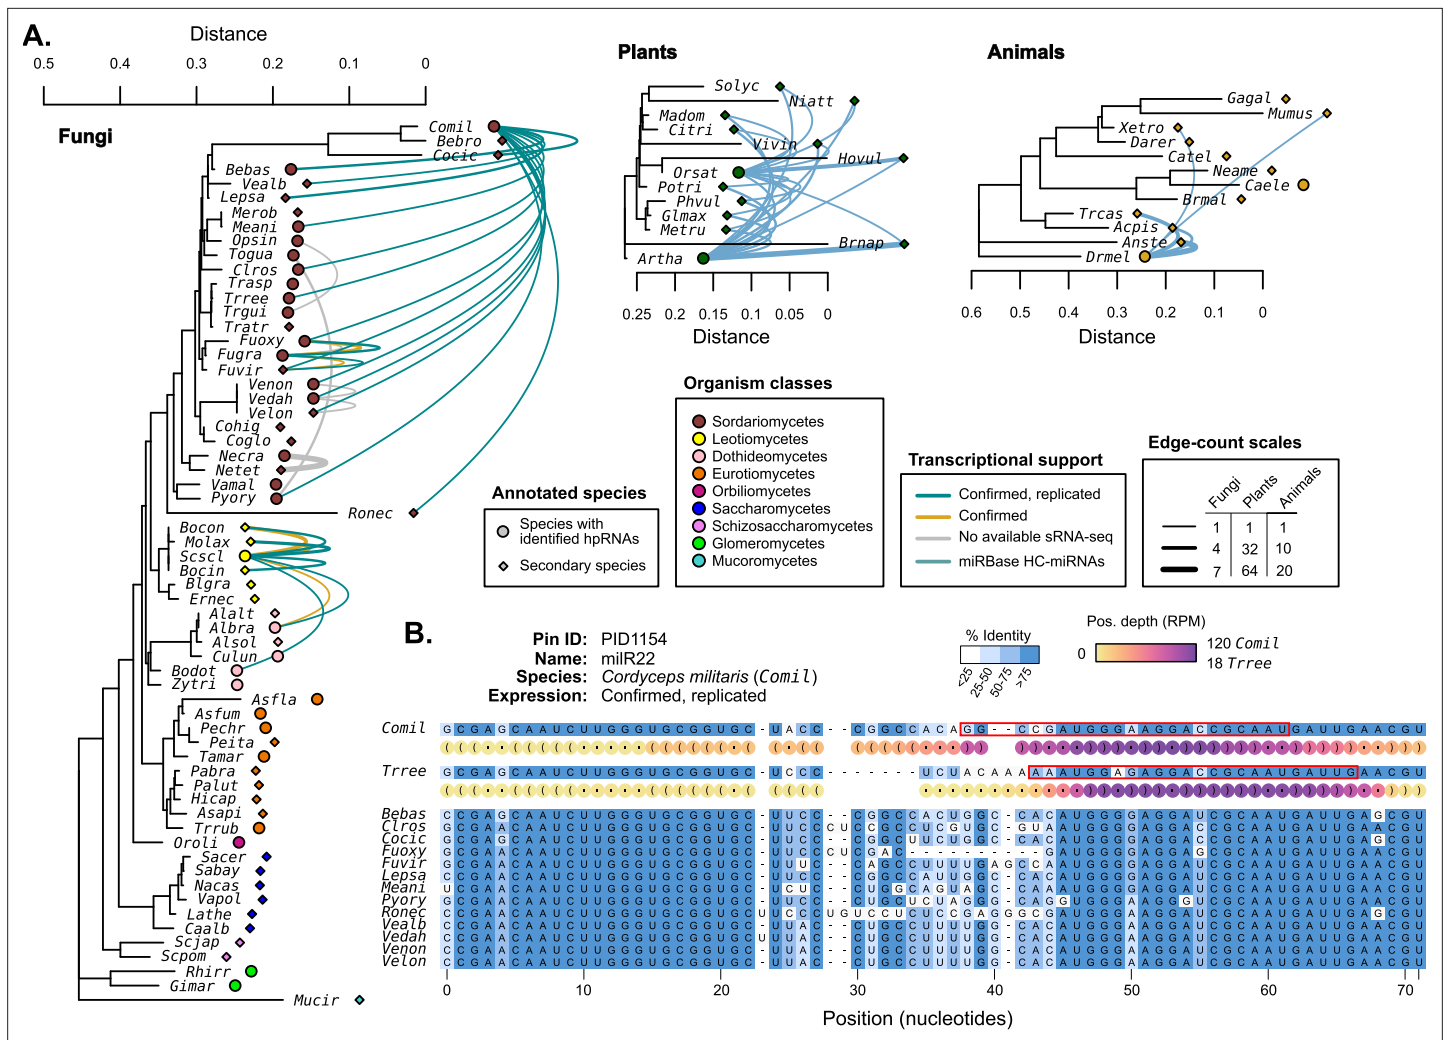 A.
Distance
0.5 0.4 0.3 0.2 0.1 0
Fungi
Comil
Bebro
Cocic
Bebas
Vealb
Lepsa
Merob
Meani
Opsin
Togua
Clros
Trasp
Trree
Trgui
Tratr
Fuoxy
Fugra
Fuvir
Venon
Vedah
Velon
Cohig
Coglo
Necra
Netet
Vamal
Pyory
Ronec
Bocon
Molax
Scscl
Bocin
Blgra
Ernec
Alalt
Albra
Alsol
Culun
Bodot
Zytri
Asfla
Asfum
Pechr
Peita
Tamar
Pabra
Palut
Hicap
Asapi
Trrub
Oroli
Sacer
Sabay
Nacas
Vapol
Lathe
Caalb
Scjap
Scpom
Rhirr
Gimar
Mucir
Plants
Solyc
Niatt
Madom
Citri
Vivin
Hovul
Orsat
Potri
Phvul
Glmax
Metru
Brnap
Artha
0.25 0.2 0.15 0.1 0.05 0
Distance
Animals
Gagal
Mumus
Xetro
Darer
Catel
Neame
Caele
Brmal
Trcas
Acpis
Anste
Drmel
0.6 0.5 0.4 0.3 0.2 0.1 0
Distance
Annotated species
Species with
identified hpRNAs
Secondary species
Organism classes
Sordariomycetes
Leotiomycetes
Dothideomycetes
Eurotiomycetes
Orbiliomycetes
Saccharomycetes
Schizosaccharomycetes
Glomeromycetes
Mucoromycetes
Transcriptional support
Confirmed, replicated
Confirmed
No available sRNA-seq
miRBase HC-miRNAs
Edge-count scales
Fungi Plants Animals
1 1 1
4 32 10
7 64 20
B.
Pin ID: PID1154
Name: milR22
Species: Cordyceps militaris (Comil)
Expression: Confirmed, replicated
% Identity
<25 25-50 50-75 >75
Pos. depth (RPM)
0
120 Comil
18 Trree
Comil GCGAGCAAUCUUGGGUGCGGUGC-UACC--CGGCCACAGG--CCGAUGGGAAGGACCGCAAUGAUUGAACGU
Trree GCGAGCAAUCUUGGGUGCGGUGC-UCCC-------UCUACAAAAAAUGGAGAGGACCGCAAUGAUUGAACGU
Bebas
Clros
Cocic
Fuoxy
Fuvir
Lepsa
Meani
Pyory
Ronec
Vealb
Vedah
Venon
Velon
0 10 20 30 40 50 60 70
Position (nucleotides)